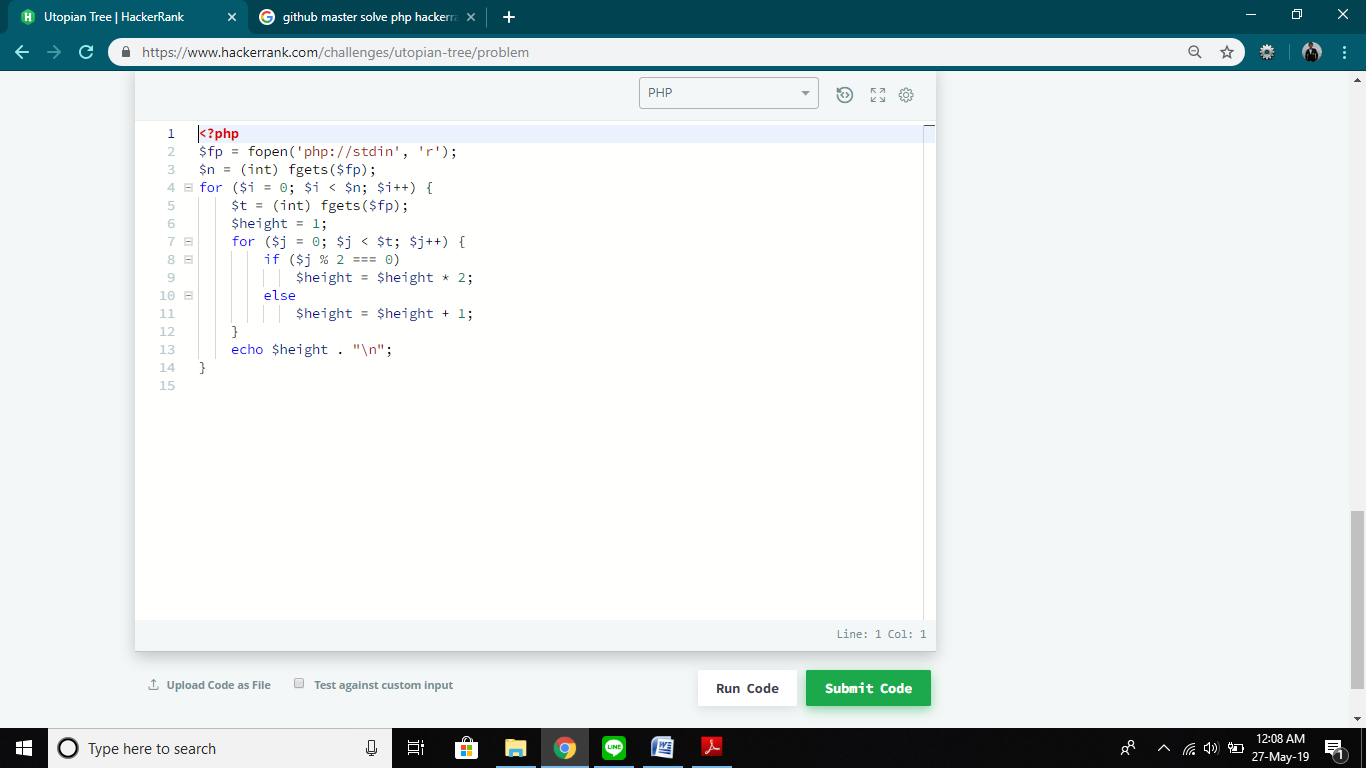 Utopian Tree | HackerRank
github master solve php hackerra
https://www.hackerrank.com/challenges/utopian-tree/problem
PHP
1 <?php
2 $fp = fopen('php://stdin', 'r');
3 $n = (int) fgets($fp);
4 for ($i = 0; $i < $n; $i++) {
5     $t = (int) fgets($fp);
6     $height = 1;
7     for ($j = 0; $j < $t; $j++) {
8         if ($j % 2 === 0)
9             $height = $height * 2;
10         else
11             $height = $height + 1;
12     }
13     echo $height . "\n";
14 }
15
Line: 1 Col: 1
Upload Code as File
Test against custom input
Run Code
Submit Code
Type here to search
LINE
W
12:08 AM
27-May-19
1